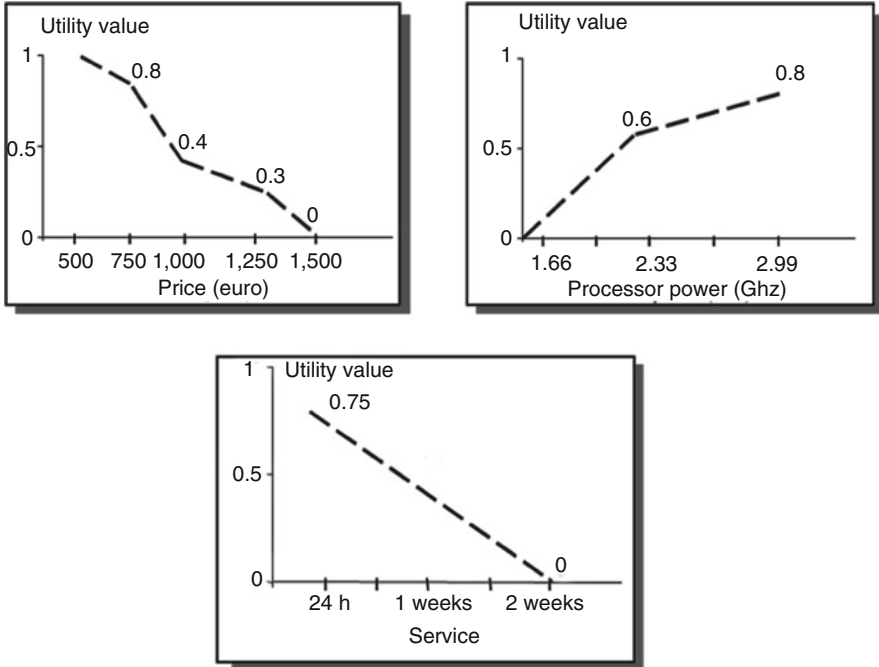 Utility value
1
0.8
0.5
0.4
0.3
0
0
500 750 1,000 1,250 1,500
Price (euro)
Utility value
1
0.8
0.6
0.5
0
1.66 2.33 2.99
Processor power (Ghz)
1 Utility value
0.75
0.5
0
0
24 h 1 weeks 2 weeks
Service